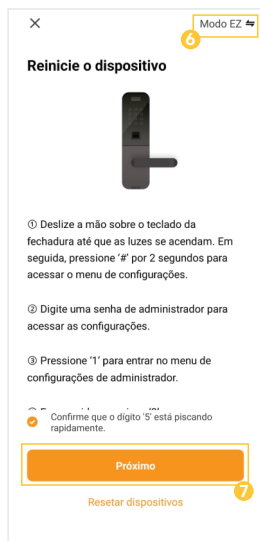 Modo EZ ⇋
6
Reinicie o dispositivo
① Deslize a mão sobre o teclado da
fechadura até que as luzes se acendam. Em
seguida, pressione '#' por 2 segundos para
acessar o menu de configurações.
② Digite uma senha de administrador para
acessar as configurações.
③ Pressione '1' para entrar no menu de
configurações de administrador.
Confirme que o dígito '5' está piscando
rapidamente.
Próximo
7
Resetar dispositivos